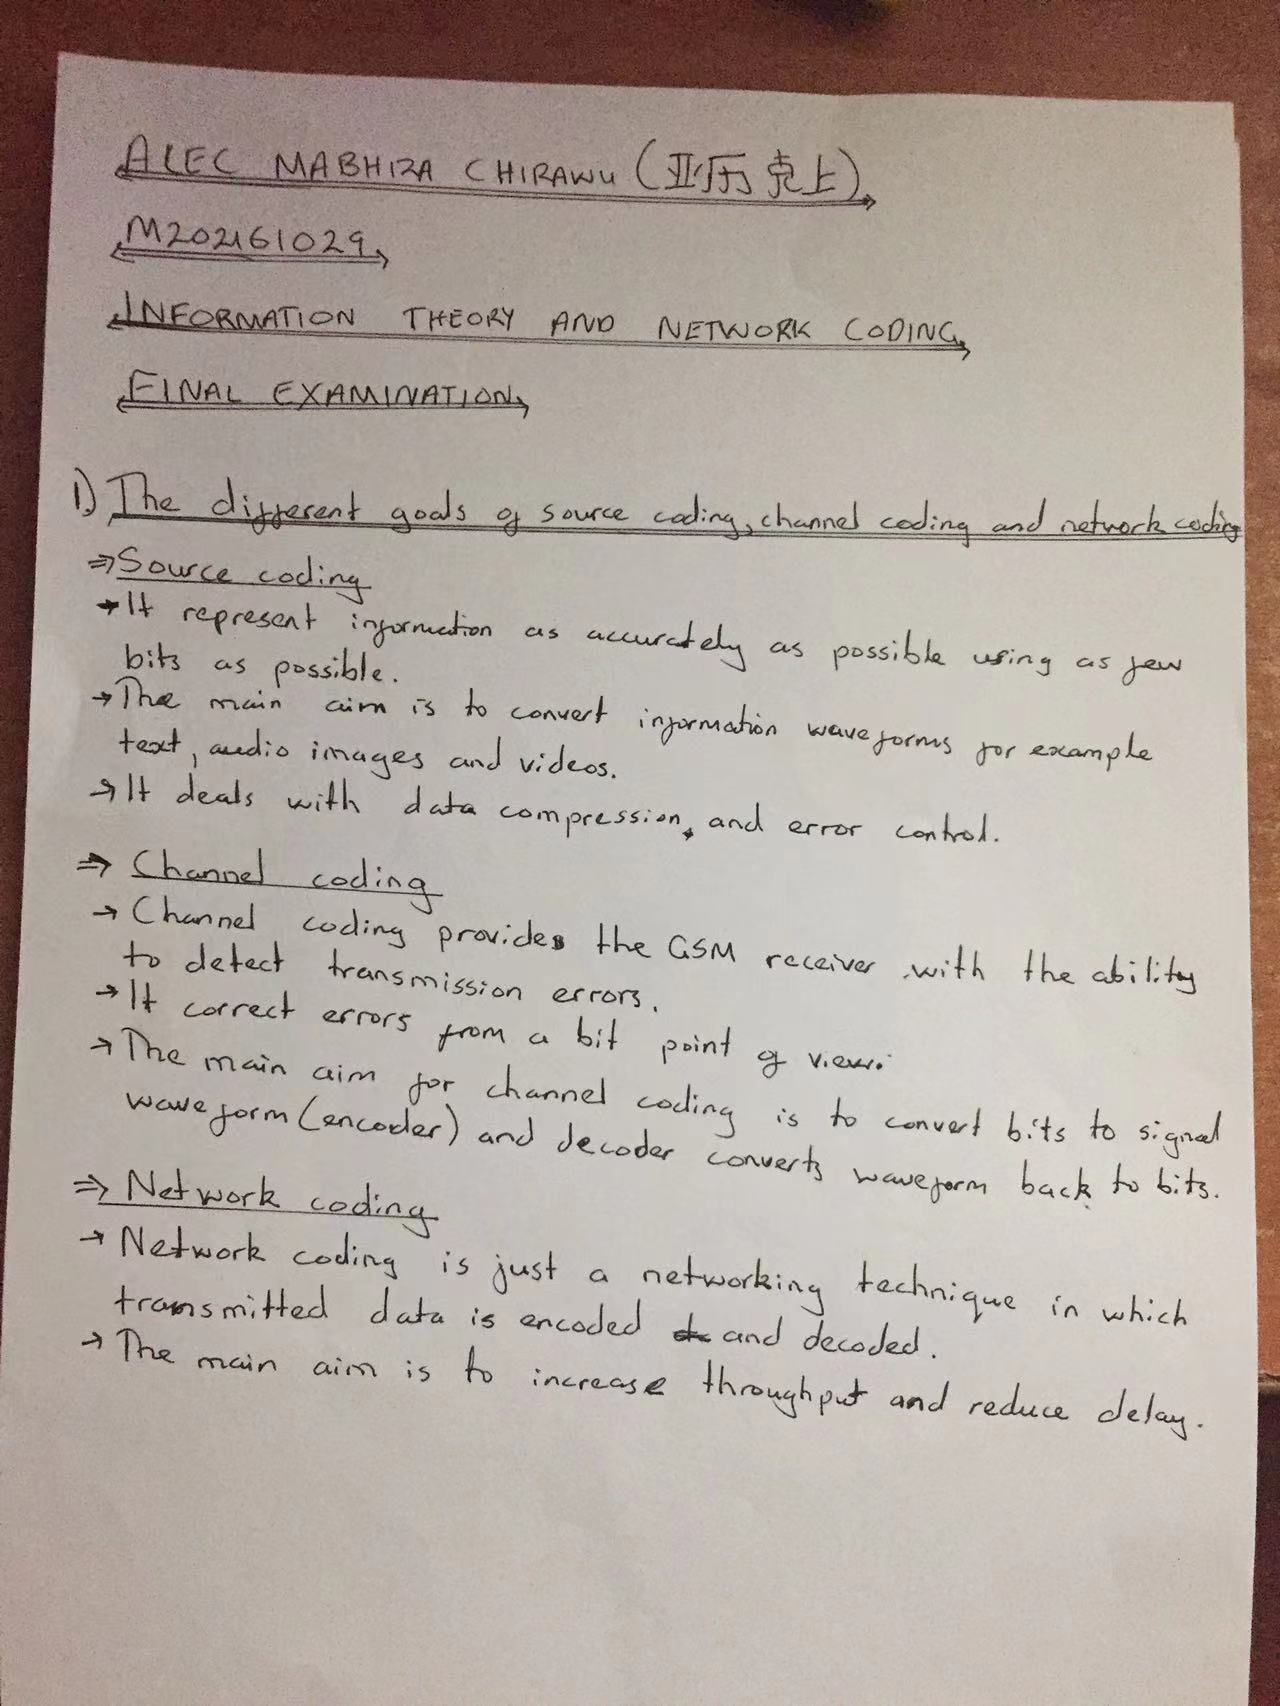 ALEC MABHIZA CHIRAWU (亚历克上)
M202161029
INFORMATION THEORY AND NETWORK CODING
FINAL EXAMINATION
1.) The different goals of source coding, channel coding and network coding
⇒ Source coding
→ It represent information as accurately as possible using as few
bits as possible.
→ The main aim is to convert information waveforms for example
text, audio images and videos.
→ It deals with data compression, and error control.
⇒ Channel coding
→ Channel coding provides the GSM receiver with the ability
to detect transmission errors.
→ It correct errors from a bit point of view.
→ The main aim for channel coding is to convert bits to signal
waveform (encoder) and decoder converts waveform back to bits.
⇒ Network coding
→ Network coding is just a networking technique in which
transmitted data is encoded and decoded.
→ The main aim is to increase throughput and reduce delay.